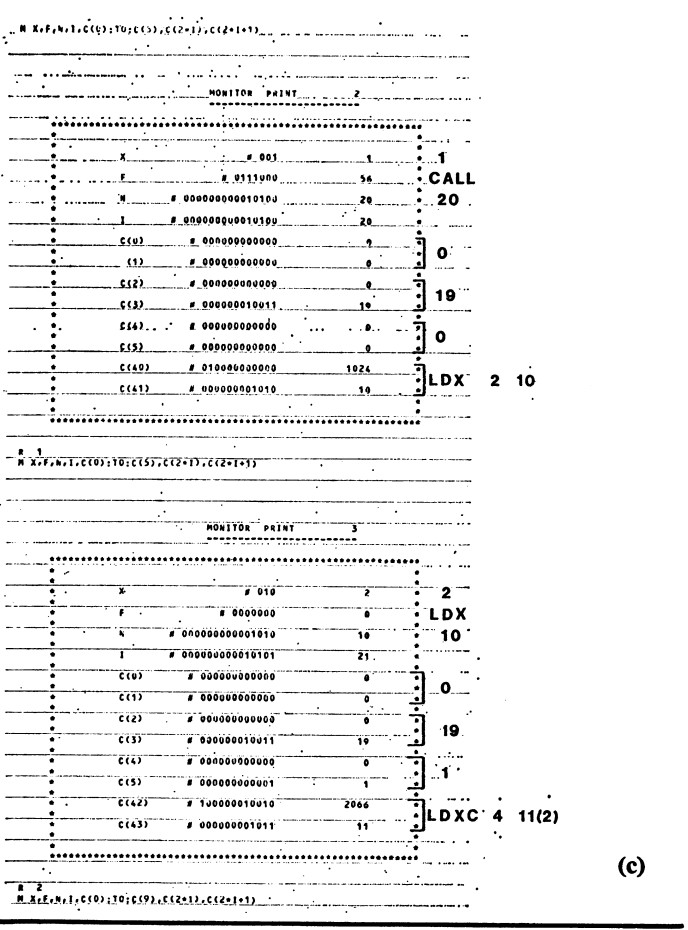 M X,F,N,I,C(0):TO:C(5),C(2*I),C(2*I+1)
MONITOR PRINT 2
X # 001 1 1
F # 0111000 56 CALL
N # 000000000010100 20 20
I # 000000000010100 20
C(0) # 000000000000 0
(1) # 000000000000 0
0
C(2) # 000000000000 0
C(3) # 000000010011 19
19
C(4) # 000000000000 0
C(5) # 000000000000 0
0
C(40) # 010000000000 1024
C(41) # 000000001010 10
LDX 2 10
R 1
M X,F,N,I,C(0):TO:C(5),C(2*I),C(2*I+1)
MONITOR PRINT 3
X # 010 2 2
F # 0000000 0 LDX
N # 000000000001010 10 10
I # 000000000010101 21
C(0) # 000000000000 0
C(1) # 000000000000 0
0
C(2) # 000000000000 0
C(3) # 000000010011 19
19
C(4) # 000000000000 0
C(5) # 000000000001 1
1
C(42) # 100000010010 2066
C(43) # 000000001011 11
LDXC 4 11(2)
(c)
R 2
M X,F,N,I,C(0):TO:C(9),C(2*I),C(2*I+1)